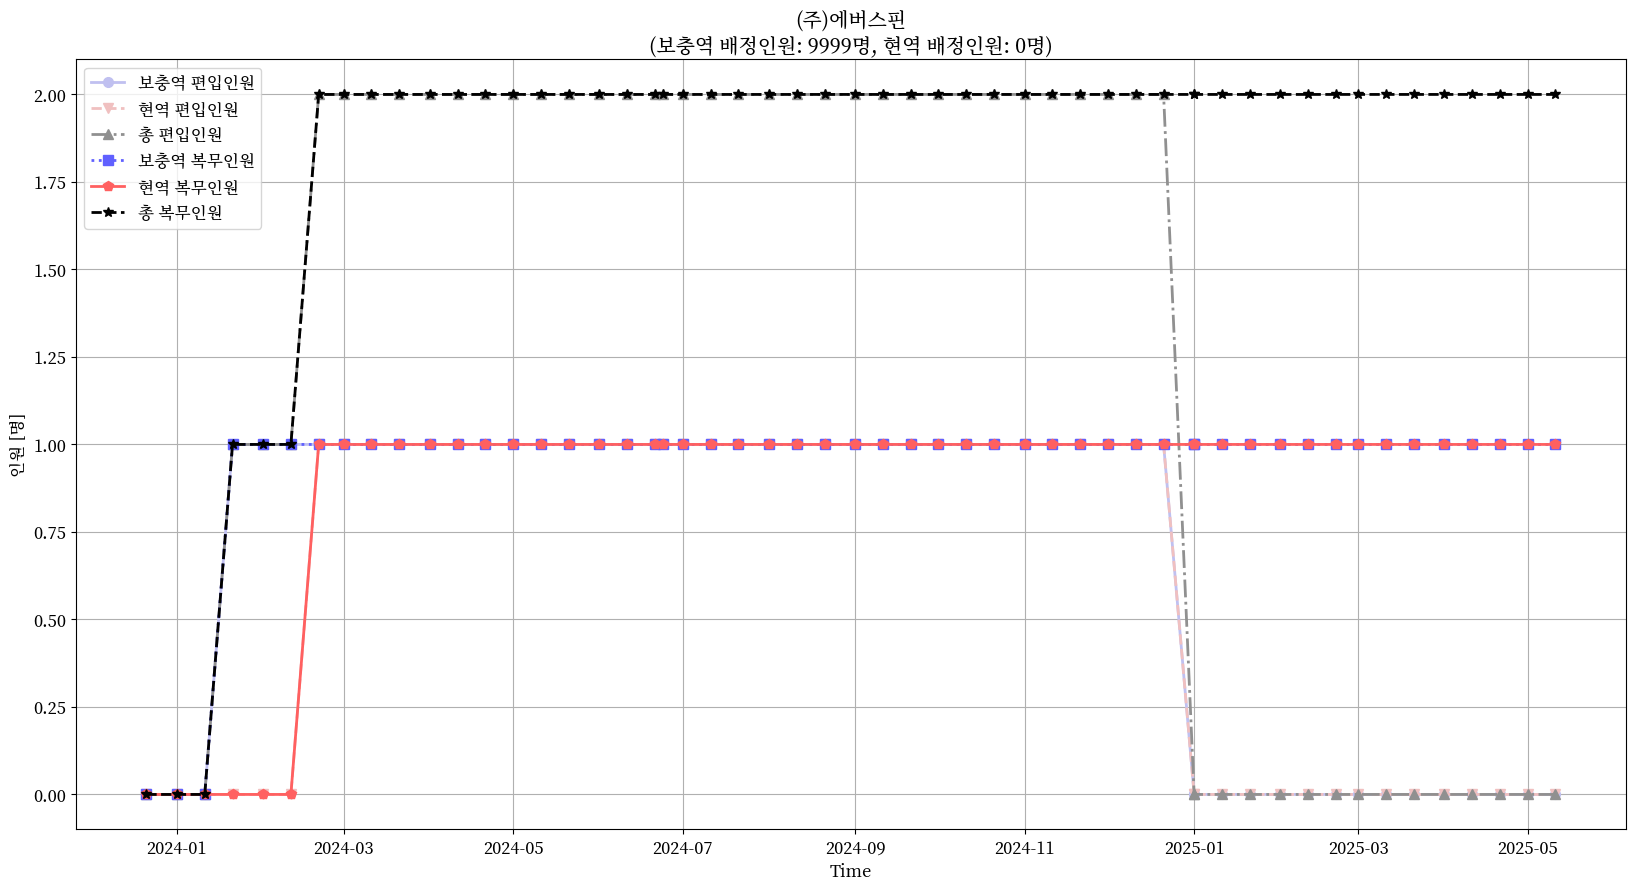 (주)에버스핀
(보충역 배정인원: 9999명, 현역 배정인원: 0명)
보충역 편입인원
현역 편입인원
총 편입인원
보충역 복무인원
현역 복무인원
총 복무인원
2.00
1.75
1.50
1.25
1.00
0.75
0.50
0.25
0.00
인원 [명]
2024-01
2024-03
2024-05
2024-07
2024-09
2024-11
2025-01
2025-03
2025-05
Time